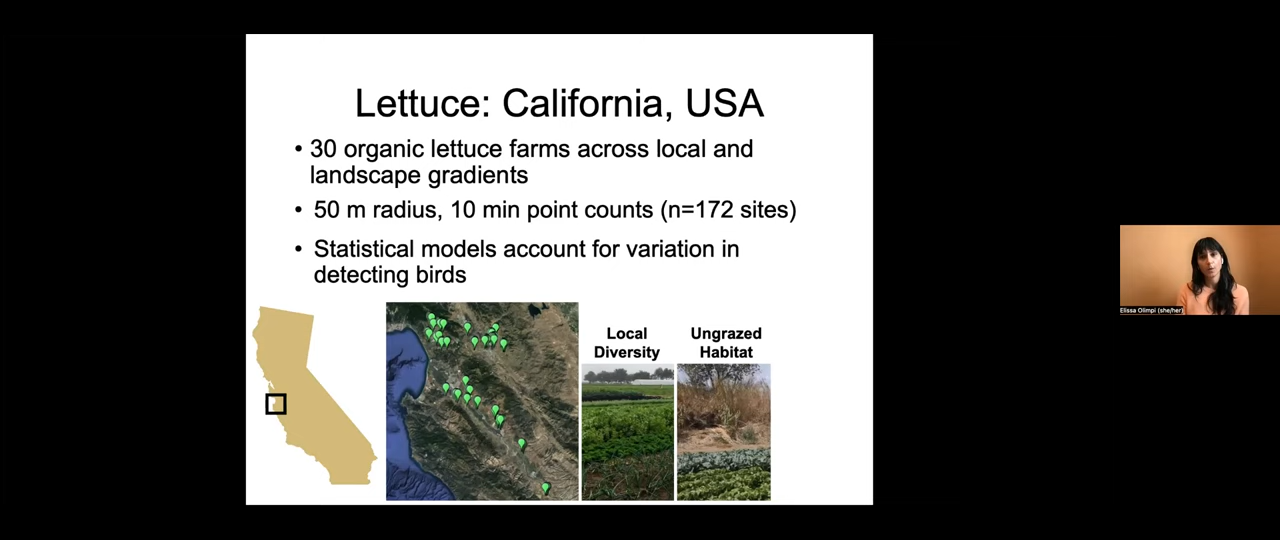 Lettuce: California, USA
• 30 organic lettuce farms across local and
landscape gradients
• 50 m radius, 10 min point counts (n=172 sites)
• Statistical models account for variation in
detecting birds
Local
Diversity
Ungrazed
Habitat
Elissa Olimpi (she/her)